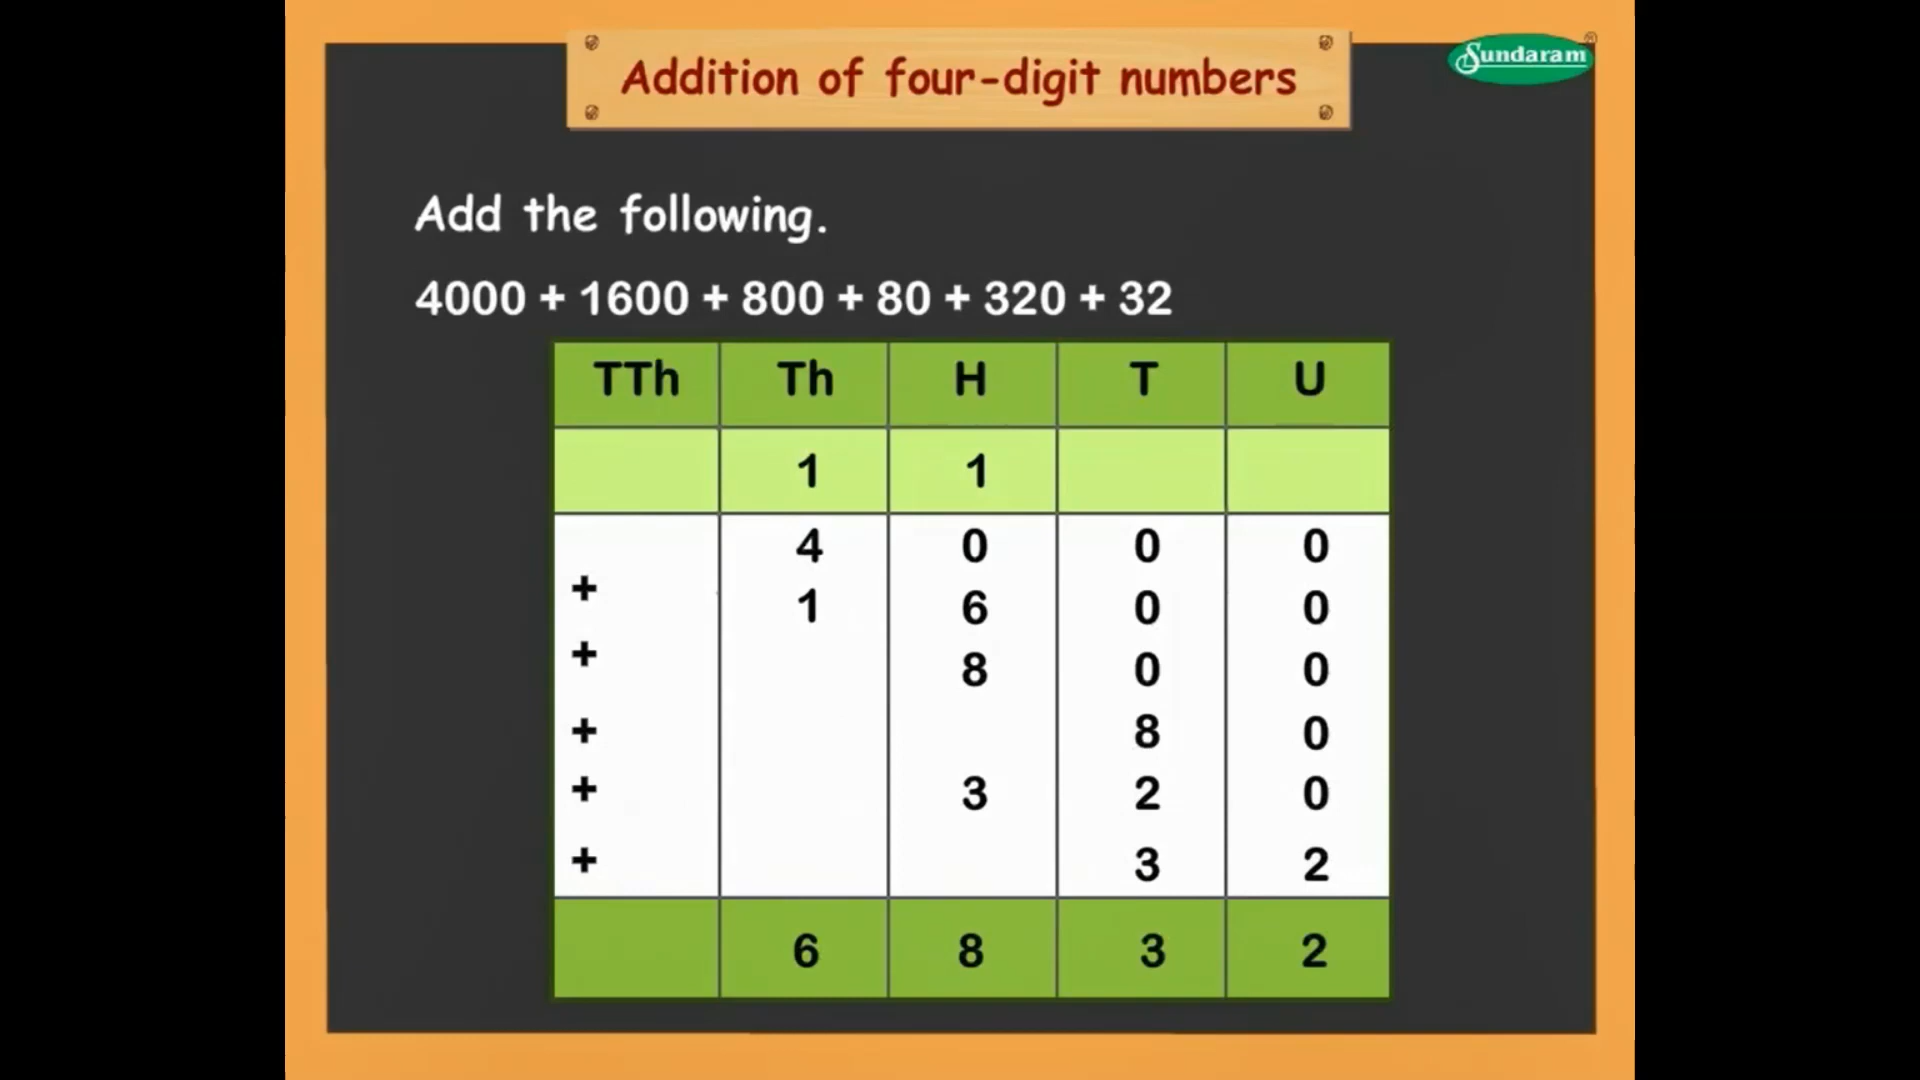 Addition of four-digit numbers
Sundaram®
Add the following.
4000 + 1600 + 800 + 80 + 320 + 32
TTh Th H T U
1 1
4 0 0 0
+ 1 6 0 0
+ 8 0 0
+ 8 0
+ 3 2 0
+ 3 2
6 8 3 2